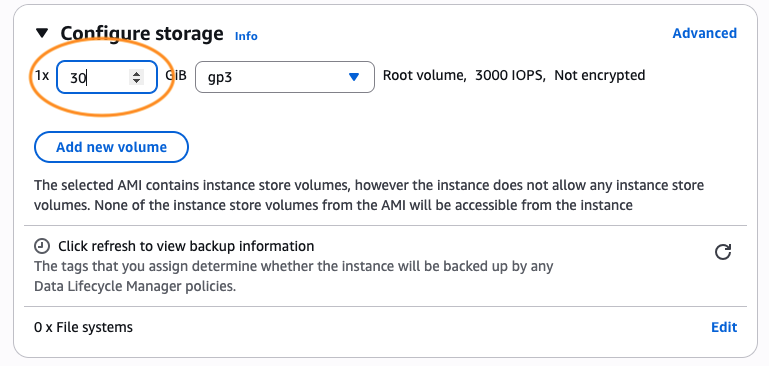 Configure storage Info Advanced
1x 30 GiB gp3 Root volume, 3000 IOPS, Not encrypted
Add new volume
The selected AMI contains instance store volumes, however the instance does not allow any instance store
volumes. None of the instance store volumes from the AMI will be accessible from the instance
Click refresh to view backup information
The tags that you assign determine whether the instance will be backed up by any
Data Lifecycle Manager policies.
0 x File systems Edit